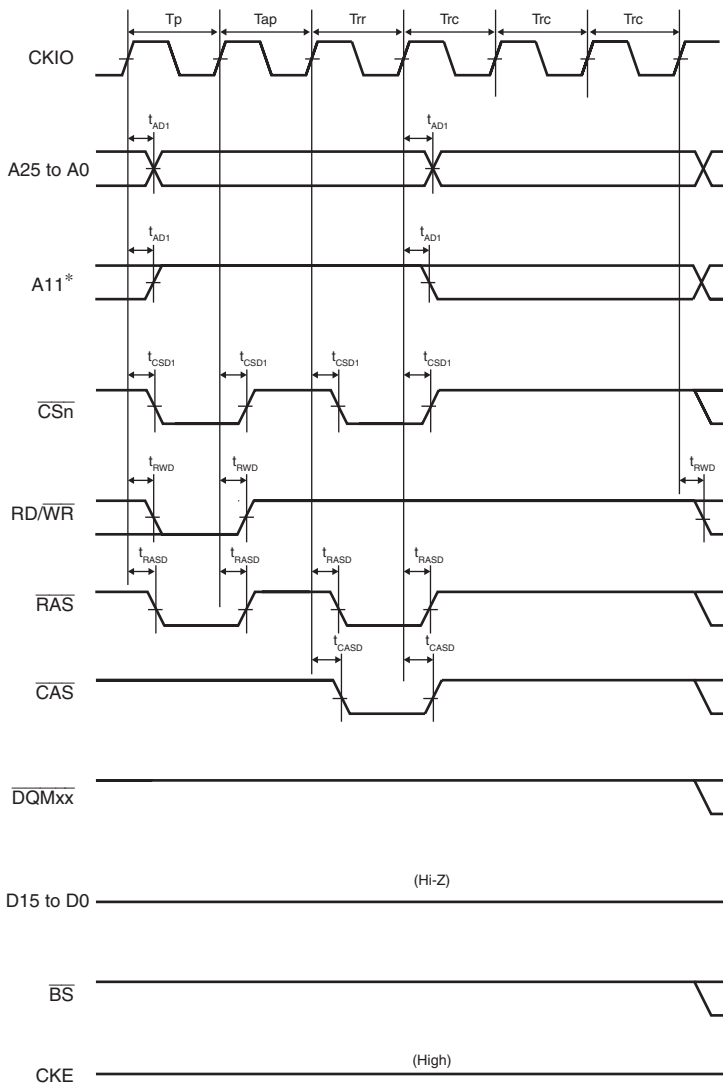 Tp Tap Trr Trc Trc Trc
CKIO
tAD1 tAD1
A25 to A0
tAD1 tAD1
A11*
tCSD1 tCSD1 tCSD1 tCSD1
CSn
tRWD tRWD tRWD
RD/WR
tRASD tRASD tRASD tRASD
RAS
tCASD tCASD
CAS
DQMxx
(Hi-Z)
D15 to D0
BS
(High)
CKE